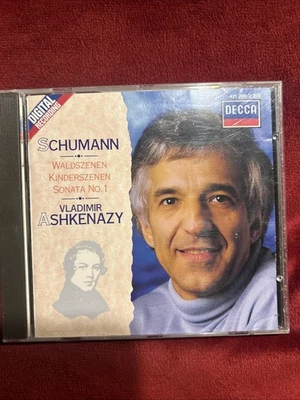 DIGITAL
RECORDING
DECCA
SCHUMANN
WALDSZENEN
KINDERSZENEN
SONATA NO.1
VLADIMIR
ASHKENAZY